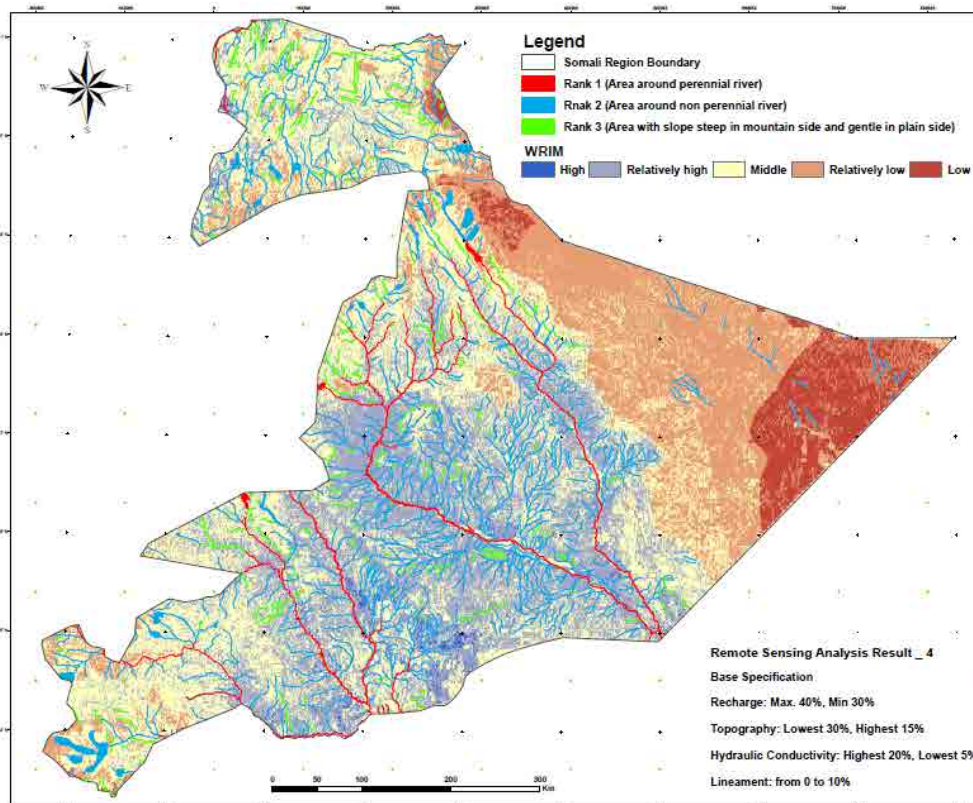 Legend
Somali Region Boundary
Rank 1 (Area around perennial river)
Rnak 2 (Area around non perennial river)
Rank 3 (Area with slope steep in mountain side and gentle in plain side)
WRIM
High Relatively high Middle Relatively low Low
W E
S
Remote Sensing Analysis Result _ 4
Base Specification
Recharge: Max. 40%, Min 30%
Topography: Lowest 30%, Highest 15%
Hydraulic Conductivity: Highest 20%, Lowest 5%
Lineament: from 0 to 10%
0 50 100 200 300
Km